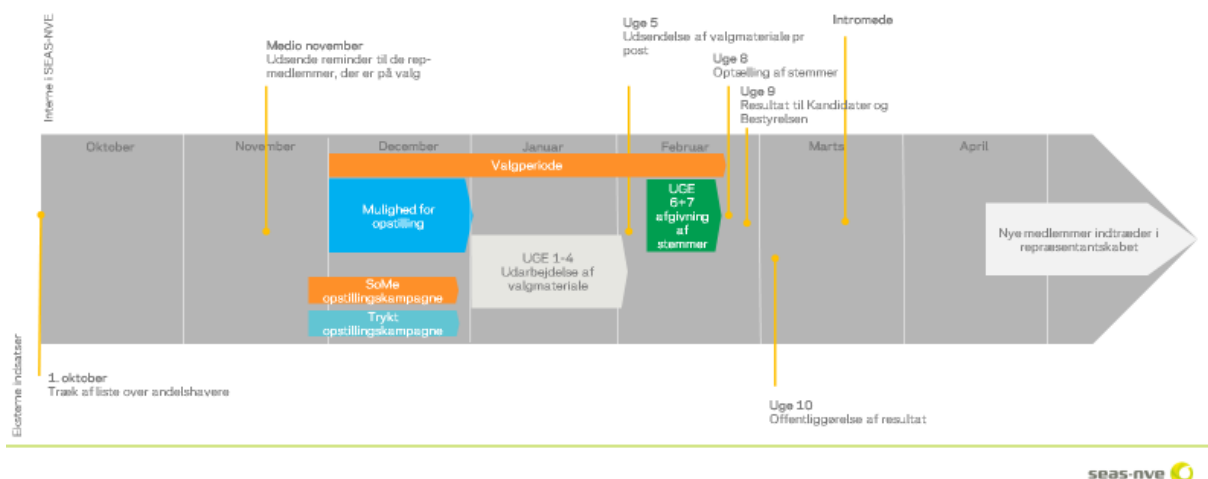 Interne i SEAS-NVE
Medio november
Udsende reminder til de rep-
medlemmer, der er på valg
Uge 5
Udsendelse af valgmateriale pr
post
Uge 8
Optælling af stemmer
Uge 9
Resultat til Kandidater og
Bestyrelsen
Intromøde
Oktober
November
December
Januar
Februar
Marts
April
Valgperiode
Mulighed for
opstilling
UGE
6+7
afgivning
af
stemmer
UGE 1-4
Udarbejdelse af
valgmateriale
Nye medlemmer indtræder i
repræsentantskabet
SoMe
opstillingskampagne
Trykt
opstillingskampagne
Eksterne indsatser
1. oktober
Træk af liste over andelshavere
Uge 10
Offentliggørelse af resultat
seas-nve